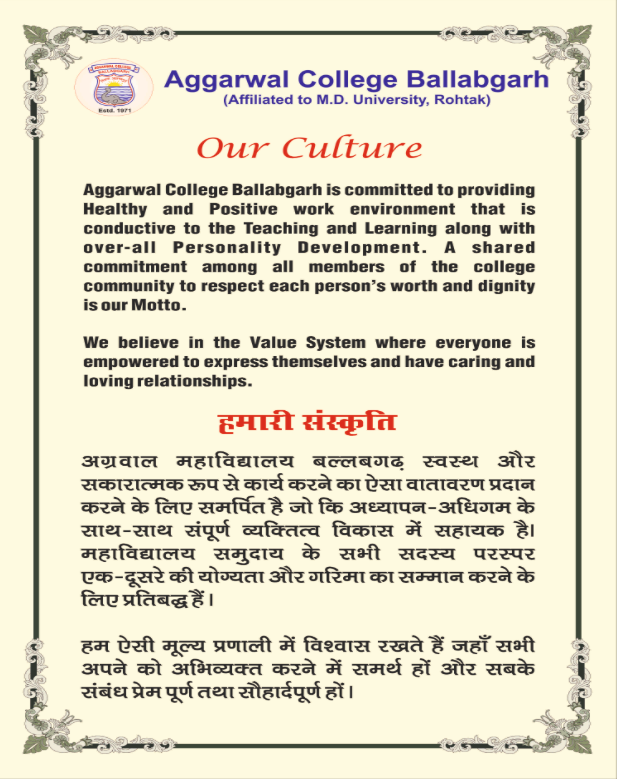 Aggarwal College Ballabgarh
(Affiliated to M.D. University, Rohtak)
Estd. 1971
Our Culture
Aggarwal College Ballabgarh is committed to providing
Healthy and Positive work environment that is
conductive to the Teaching and Learning along with
over-all Personality Development. A shared
commitment among all members of the college
community to respect each person's worth and dignity
is our Motto.
We believe in the Value System where everyone is
empowered to express themselves and have caring and
loving relationships.
हमारी संस्कृति
अग्रवाल महाविद्यालय बल्लबगढ़ स्वस्थ और
सकारात्मक रूप से कार्य करने का ऐसा वातावरण प्रदान
करने के लिए समर्पित है जो कि अध्यापन-अधिगम के
साथ-साथ संपूर्ण व्यक्तित्व विकास में सहायक है।
महाविद्यालय समुदाय के सभी सदस्य परस्पर
एक-दूसरे की योग्यता और गरिमा का सम्मान करने के
लिए प्रतिबद्ध हैं।
हम ऐसी मूल्य प्रणाली में विश्वास रखते हैं जहाँ सभी
अपने को अभिव्यक्त करने में समर्थ हों और सबके
संबंध प्रेम पूर्ण तथा सौहार्दपूर्ण हों।